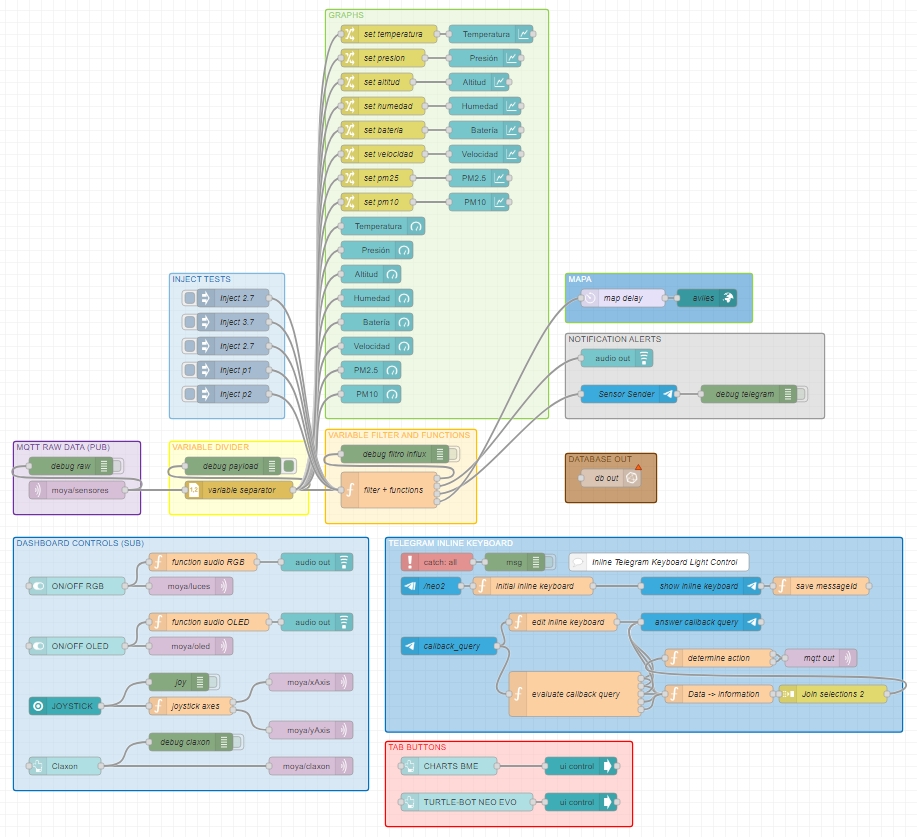 GRAPHS
set temperatura
Temperatura
set presion
Presión
set altitud
Altitud
set humedad
Humedad
set bateria
Batería
set velocidad
Velocidad
set pm25
PM2.5
set pm10
PM10
Temperatura
Presión
Altitud
Humedad
Batería
Velocidad
PM2.5
PM10
INJECT TESTS
Inject 2.7
Inject 3.7
Inject 2.7
Inject p1
Inject p2
MAPA
map delay
aviles
NOTIFICATION ALERTS
audio out
Sensor Sender
debug telegram
MQTT RAW DATA (PUB)
debug raw
moya/sensores
VARIABLE DIVIDER
debug payload
1,2
variable separator
VARIABLE FILTER AND FUNCTIONS
debug filtro influx
filter + functions
DATABASE OUT
db out
DASHBOARD CONTROLS (SUB)
function audio RGB
audio out
ON/OFF RGB
moya/luces
function audio OLED
audio out
ON/OFF OLED
moya/oled
joy
moya/xAxis
JOYSTICK
joystick axes
moya/yAxis
debug claxon
Claxon
moya/claxon
TELEGRAM INLINE KEYBOARD
catch: all
msg
Inline Telegram Keyboard Light Control
/neo2
initial inline keyboard
show inline keyboard
save messageId
edit inline keyboard
answer callback query
callback_query
determine action
mqtt out
evaluate callback query
Data -> information
Join selections 2
TAB BUTTONS
CHARTS BME
ui control
TURTLE-BOT NEO EVO
ui control